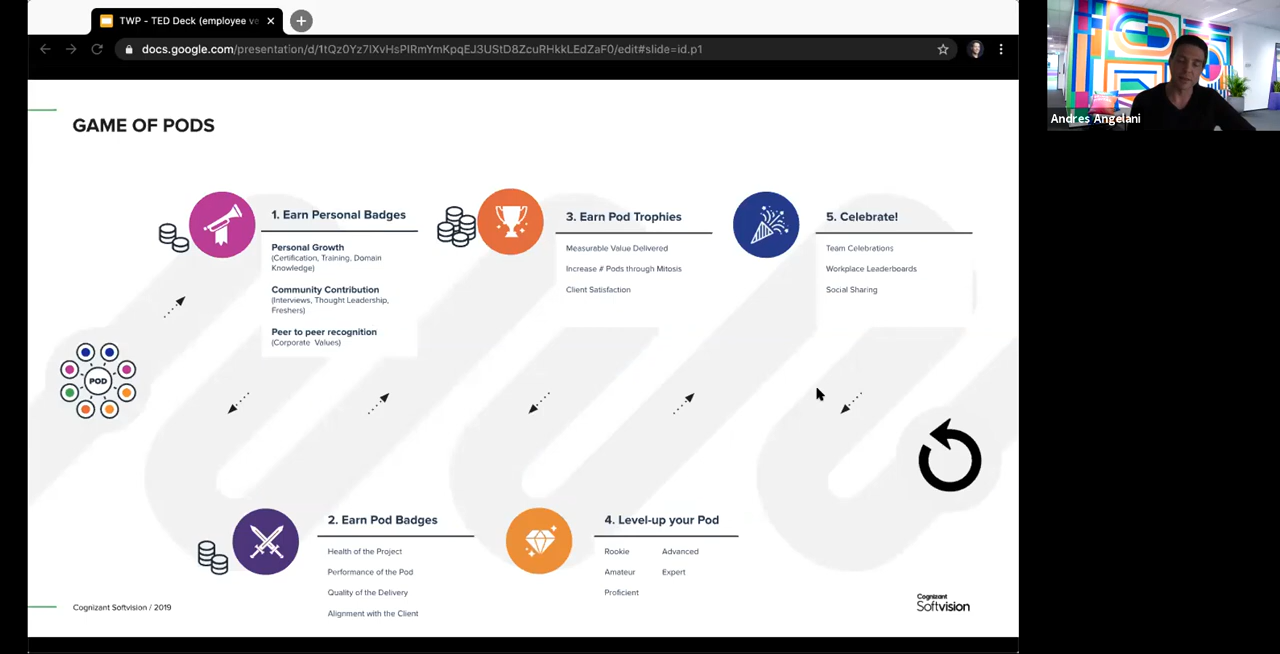 TWP - TED Deck (employee ve
docs.google.com/presentation/d/1tQz0Yz7lXvHsPIRmYmKpqEJ3UStD8ZcuRHkkLEdZaF0/edit#slide=id.p1
Andres Angelani
GAME OF PODS
1. Earn Personal Badges
Personal Growth
(Certification, Training, Domain
Knowledge)
Community Contribution
(Interviews, Thought Leadership,
Freshers)
Peer to peer recognition
(Corporate Values)
3. Earn Pod Trophies
Measurable Value Delivered
Increase # Pods through Mitosis
Client Satisfaction
5. Celebrate!
Team Celebrations
Workplace Leaderboards
Social Sharing
POD
2. Earn Pod Badges
Health of the Project
Performance of the Pod
Quality of the Delivery
Alignment with the Client
4. Level-up your Pod
Rookie
Amateur
Proficient
Advanced
Expert
Cognizant Softvision / 2019
Cognizant
Softvision